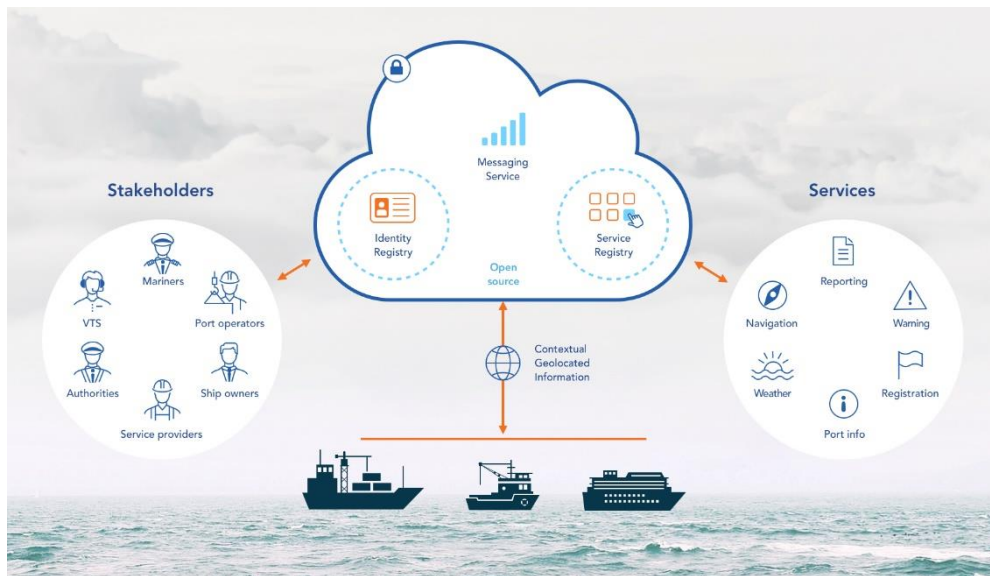 Messaging
Service
Stakeholders
Services
Identity
Registry
Service
Registry
Open
source
Mariners
VTS
Port operators
Authorities
Ship owners
Service providers
Contextual
Geolocated
Information
Reporting
Navigation
Warning
Weather
Registration
Port info